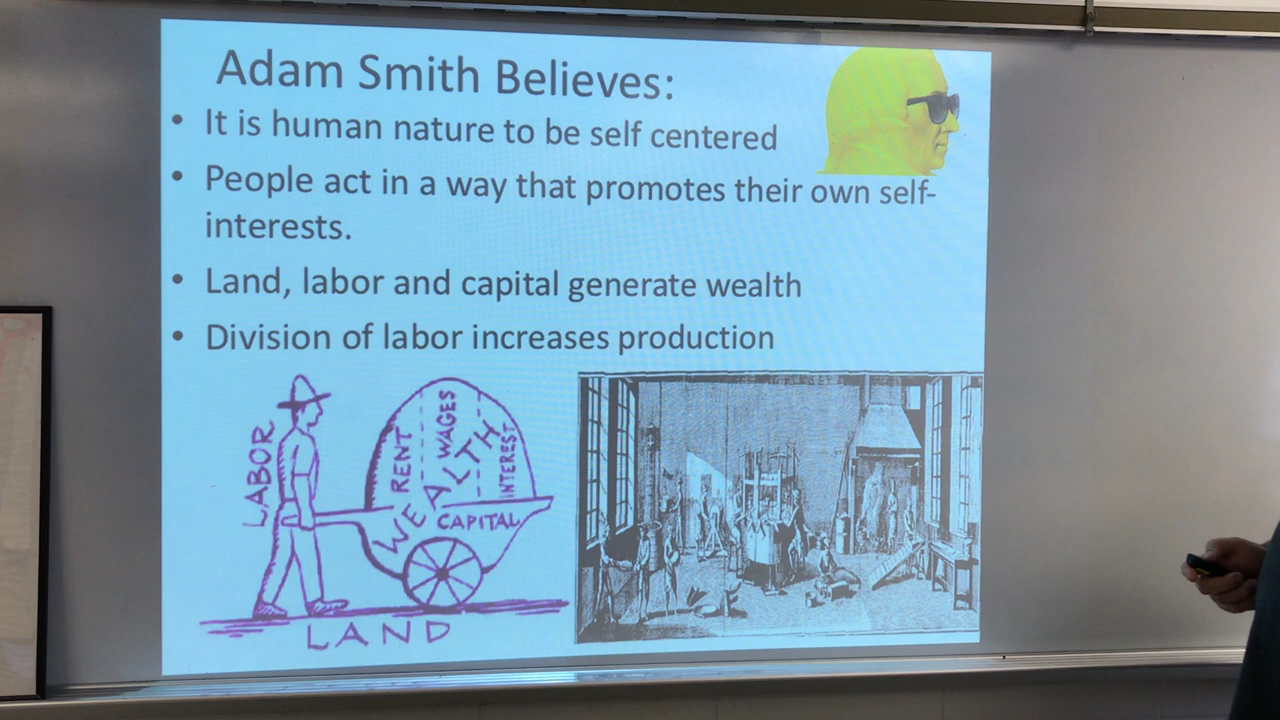 Adam Smith Believes:
• It is human nature to be self centered
• People act in a way that promotes their own self-
interests.
• Land, labor and capital generate wealth
• Division of labor increases production
LABOR
RENT
WAGES
INTEREST
WEALTH
CAPITAL
LAND